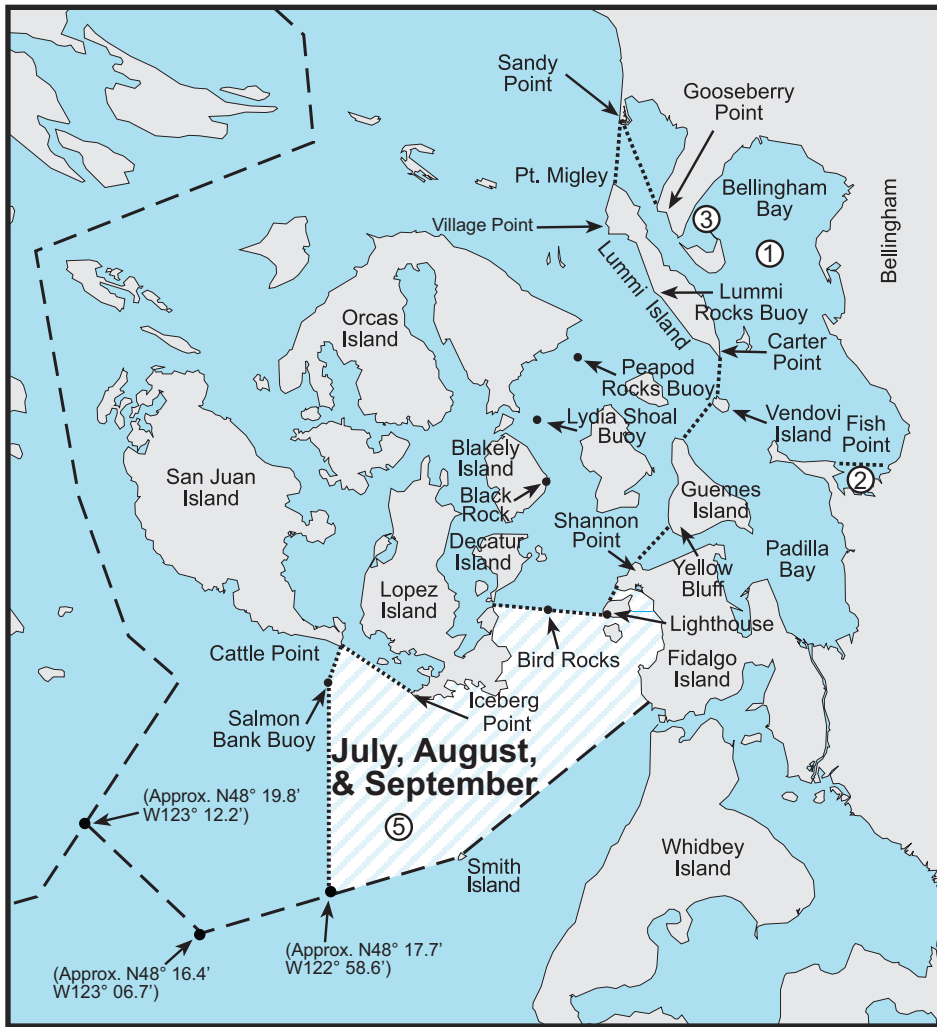 Sandy
Point
Gooseberry
Point
Pt. Migley
Bellingham
Bay
Village Point
3
1
Bellingham
Lummi Island
Lummi
Rocks Buoy
Orcas
Island
Carter
Point
Peapod
Rocks Buoy
Lydia Shoal
Buoy
Vendovi
Island
Fish
Point
Blakely
Island
San Juan
Island
2
Black
Rock
Guemes
Island
Shannon
Point
Decatur
Island
Padilla
Bay
Yellow
Bluff
Lopez
Island
Lighthouse
Cattle Point
Bird Rocks
Fidalgo
Island
Iceberg
Point
Salmon
Bank Buoy
July, August,
& September
(Approx. N48° 19.8'
W123° 12.2')
5
Whidbey
Island
Smith
Island
(Approx. N48° 17.7'
W122° 58.6')
(Approx. N48° 16.4'
W123° 06.7')